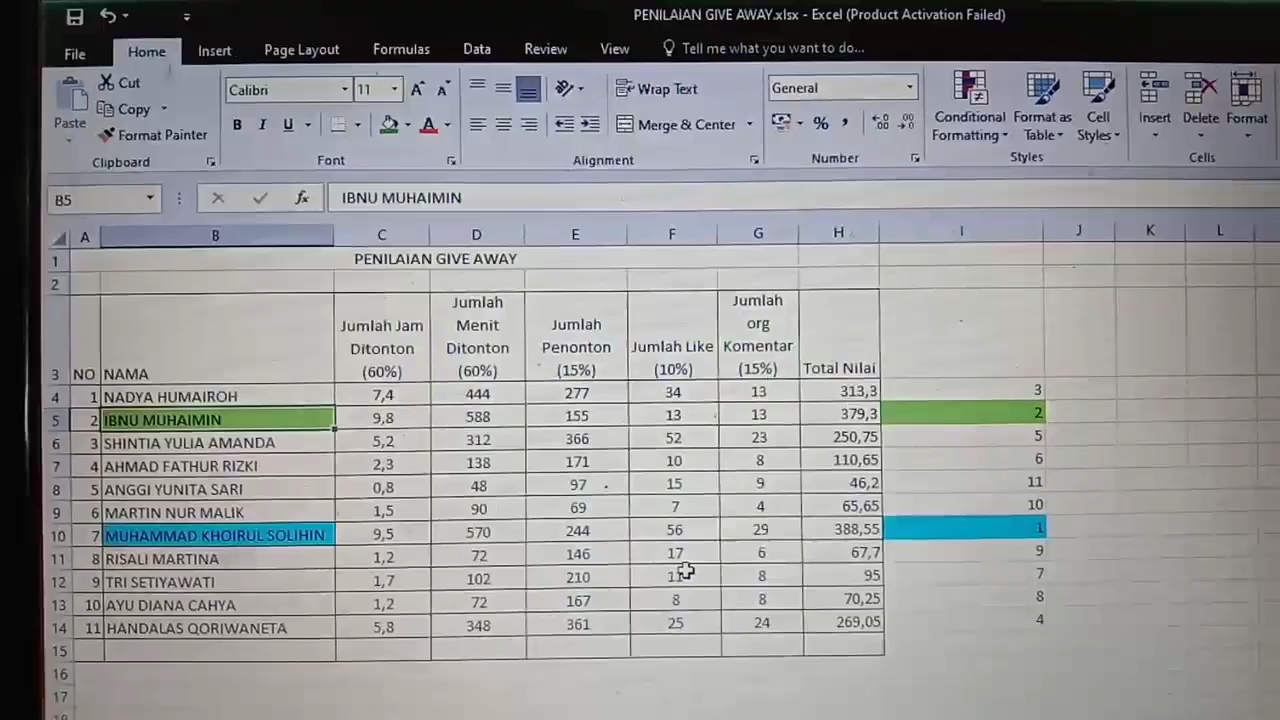 PENILAIAN GIVE AWAY.xlsx - Excel (Product Activation Failed)
File Home Insert Page Layout Formulas Data Review View Tell me what you want to do...
Cut
Copy
Format Painter
Paste
Calibri 11
B I U A
Wrap Text
Merge & Center
General
%
Conditional Formatting
Format as Table
Cell Styles
Insert Delete Format
Clipboard Font Alignment Number Styles Cells
B5 fx IBNU MUHAIMIN
A B C D E F G H I J K L
1 PENILAIAN GIVE AWAY
2
3 NO NAMA Jumlah Jam Ditonton (60%) Jumlah Menit Ditonton (60%) Jumlah Penonton (15%) Jumlah Like (10%) Jumlah org Komentar (15%) Total Nilai
4 1 NADYA HUMAIROH 7,4 444 277 34 13 313,3 3
5 2 IBNU MUHAIMIN 9,8 588 155 13 13 379,3 2
6 3 SHINTIA YULIA AMANDA 5,2 312 366 52 23 250,75 5
7 4 AHMAD FATHUR RIZKI 2,3 138 171 10 8 110,65 6
8 5 ANGGI YUNITA SARI 0,8 48 97 15 9 46,2 11
9 6 MARTIN NUR MALIK 1,5 90 69 7 4 65,65 10
10 7 MUHAMMAD KHOIRUL SOLIHIN 9,5 570 244 56 29 388,55 1
11 8 RISALI MARTINA 1,2 72 146 17 6 67,7 9
12 9 TRI SETIYAWATI 1,7 102 210 8 95 7
13 10 AYU DIANA CAHYA 1,2 72 167 8 8 70,25 8
14 11 HANDALAS QORIWANETA 5,8 348 361 25 24 269,05 4
15
16
17